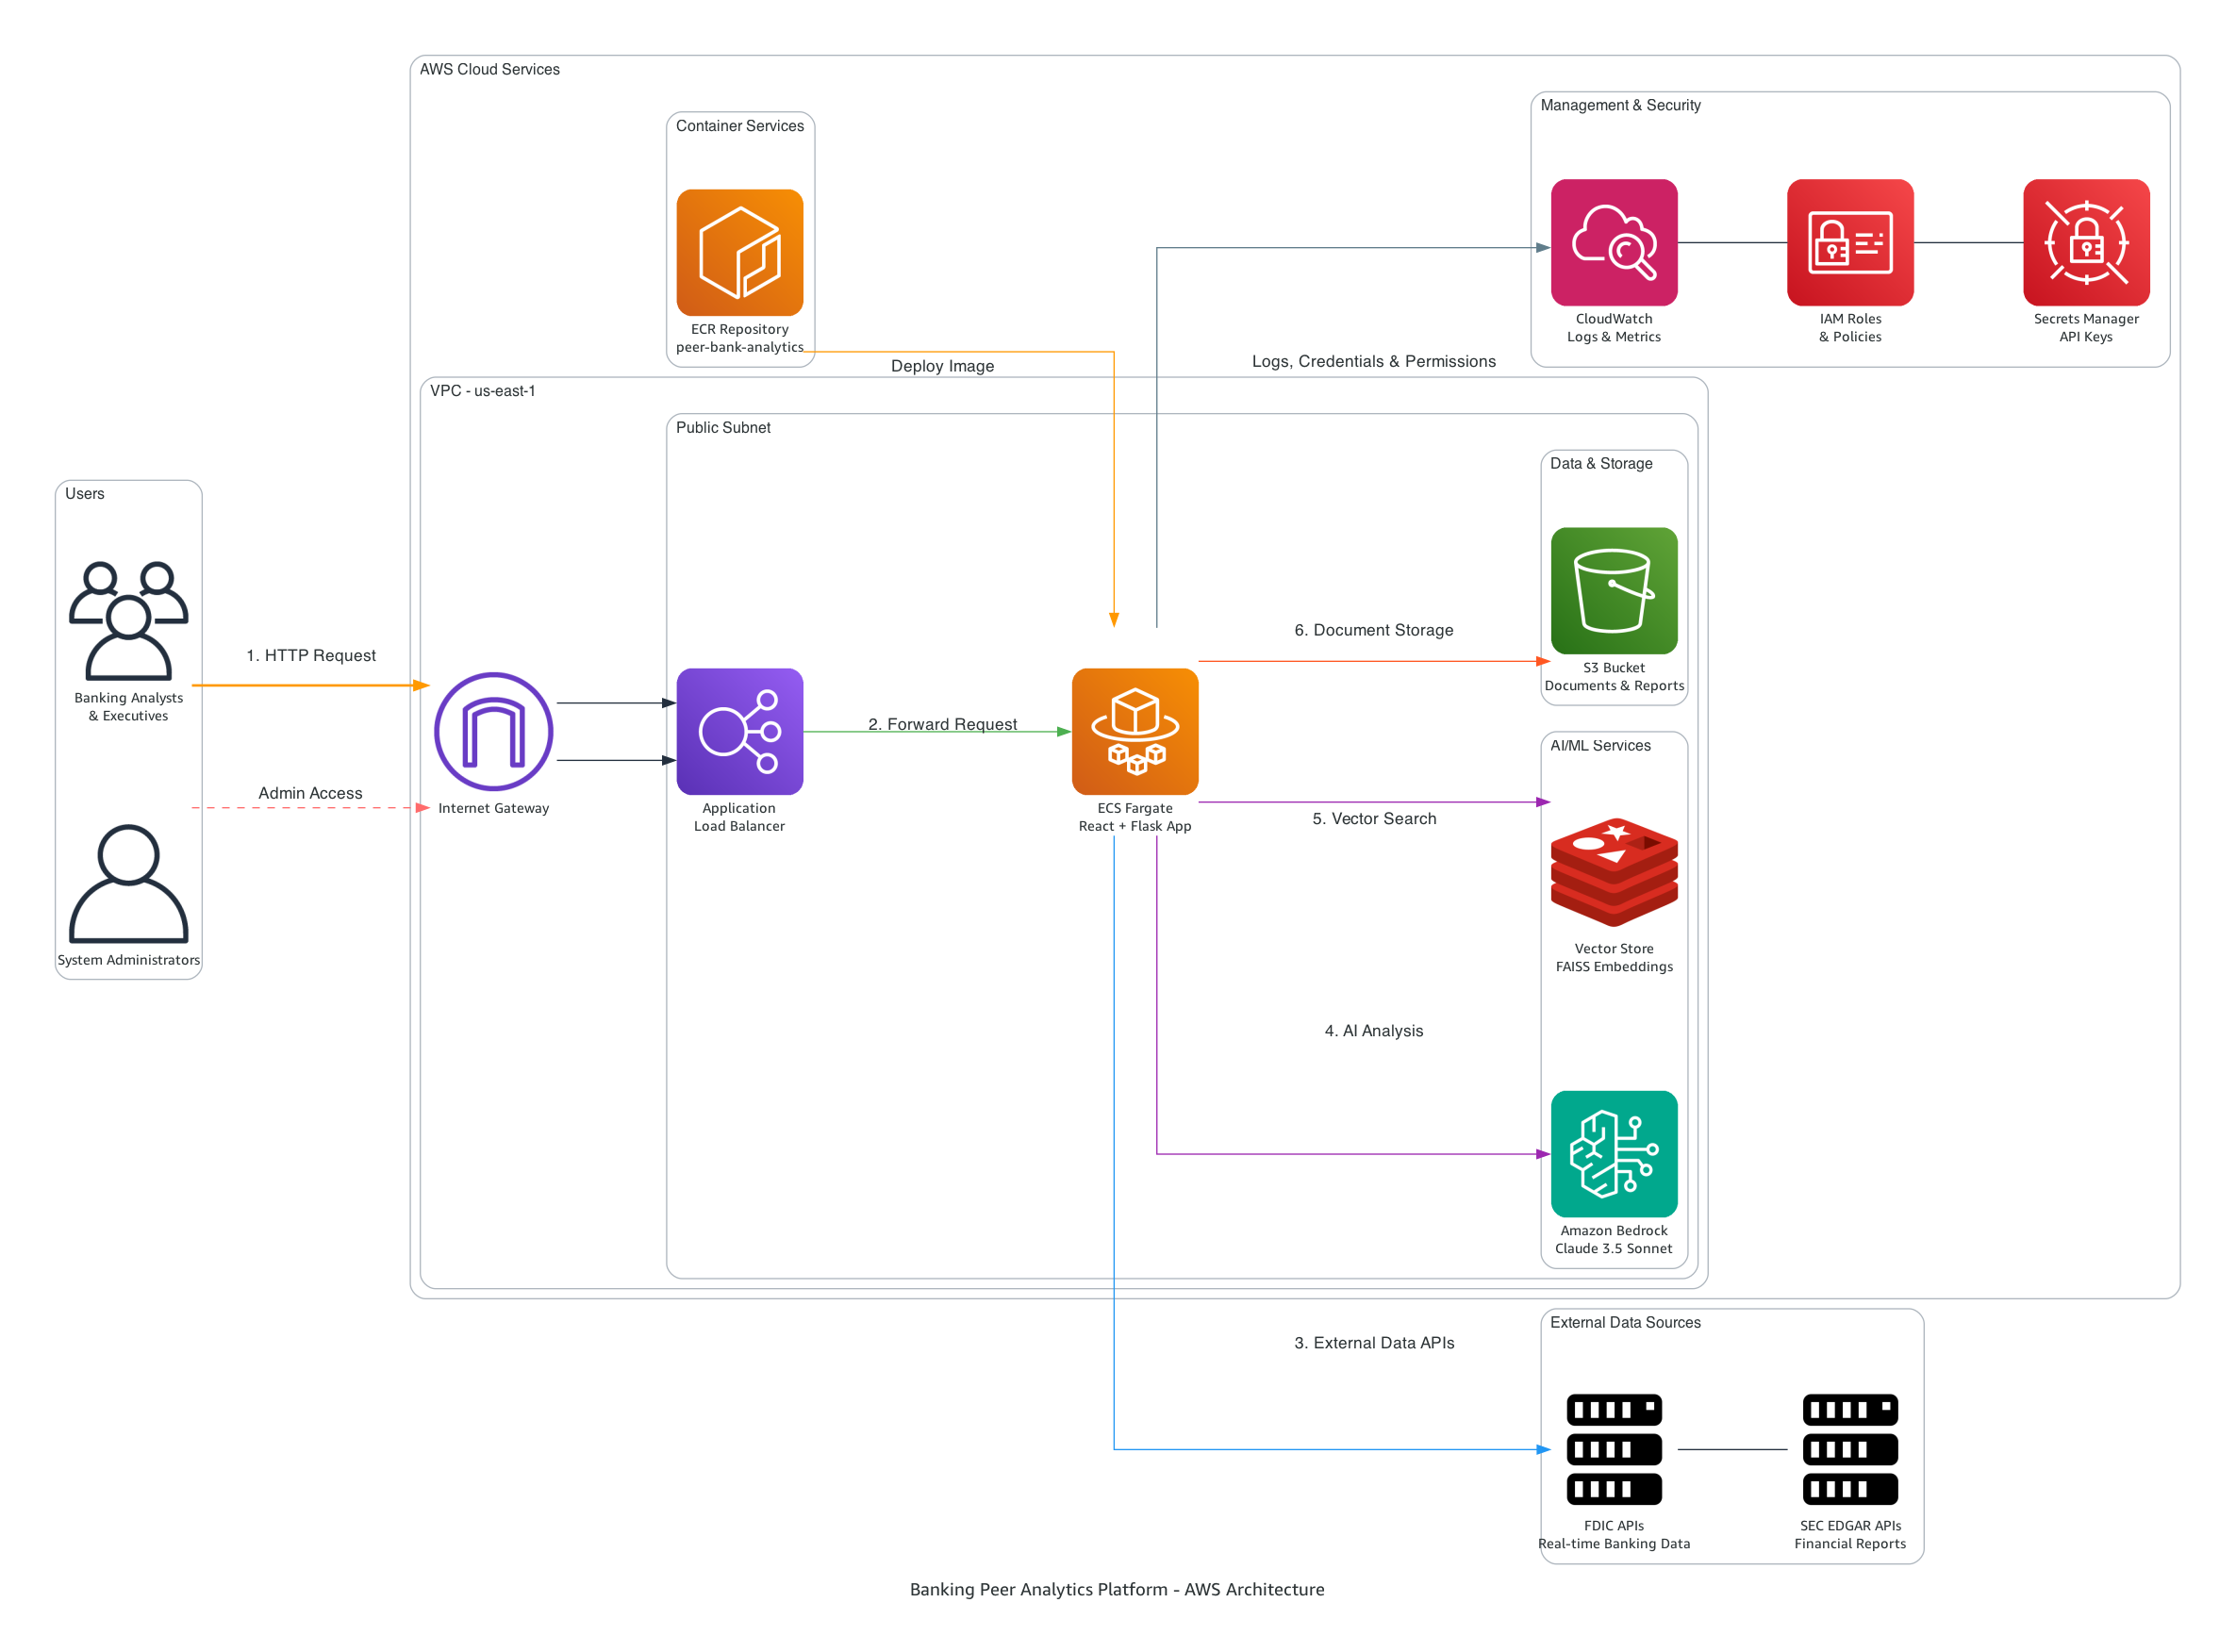 AWS Cloud Services
Management & Security
Container Services
CloudWatch
Logs & Metrics
IAM Roles
& Policies
Secrets Manager
API Keys
ECR Repository
peer-bank-analytics
Deploy Image
Logs, Credentials & Permissions
VPC - us-east-1
Public Subnet
Data & Storage
Users
6. Document Storage
1. HTTP Request
S3 Bucket
Documents & Reports
Banking Analysts
& Executives
2. Forward Request
AI/ML Services
Admin Access
Internet Gateway
Application
Load Balancer
ECS Fargate
React + Flask App
5. Vector Search
System Administrators
Vector Store
FAISS Embeddings
4. AI Analysis
Amazon Bedrock
Claude 3.5 Sonnet
External Data Sources
3. External Data APIs
FDIC APIs
Real-time Banking Data
SEC EDGAR APIs
Financial Reports
Banking Peer Analytics Platform - AWS Architecture